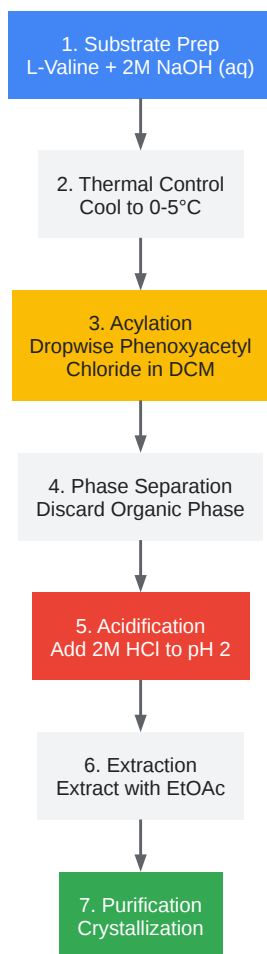 1. Substrate Prep
L-Valine + 2M NaOH (aq)
2. Thermal Control
Cool to 0-5°C
3. Acylation
Dropwise Phenoxyacetyl
Chloride in DCM
4. Phase Separation
Discard Organic Phase
5. Acidification
Add 2M HCl to pH 2
6. Extraction
Extract with EtOAc
7. Purification
Crystallization